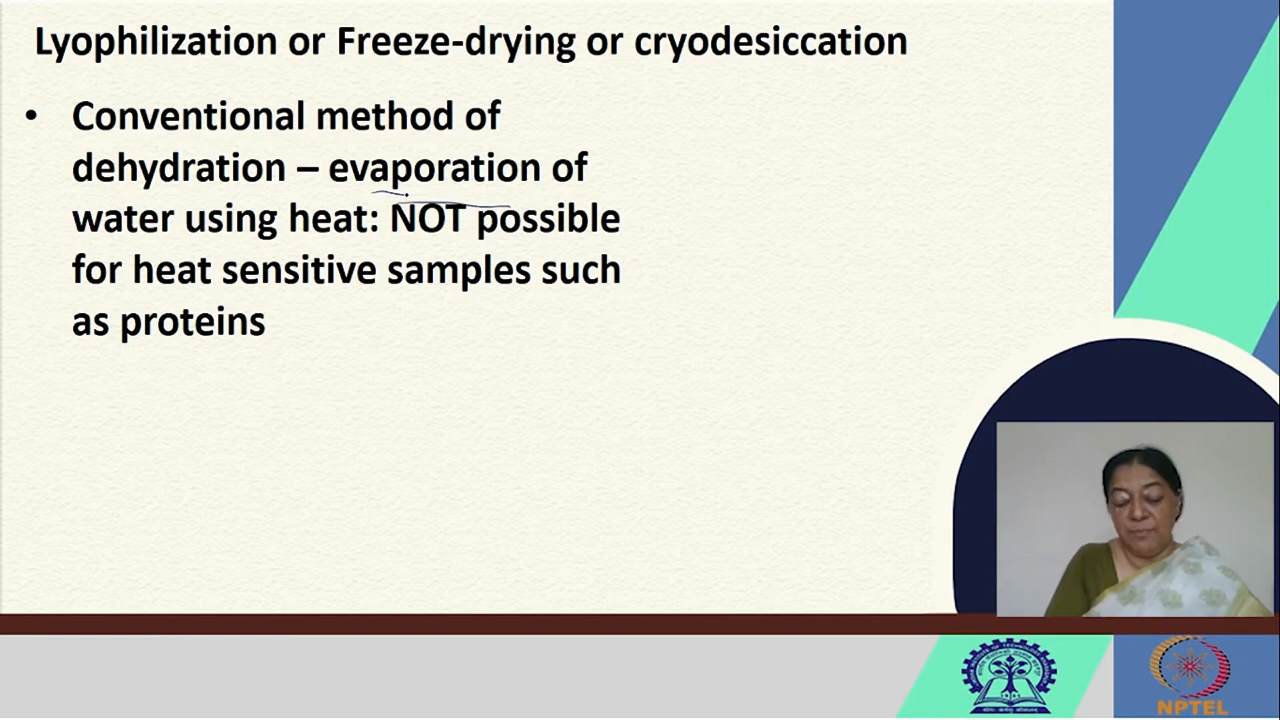 Lyophilization or Freeze-drying or cryodesiccation
• Conventional method of
dehydration – evaporation of
water using heat: NOT possible
for heat sensitive samples such
as proteins
NPTEL